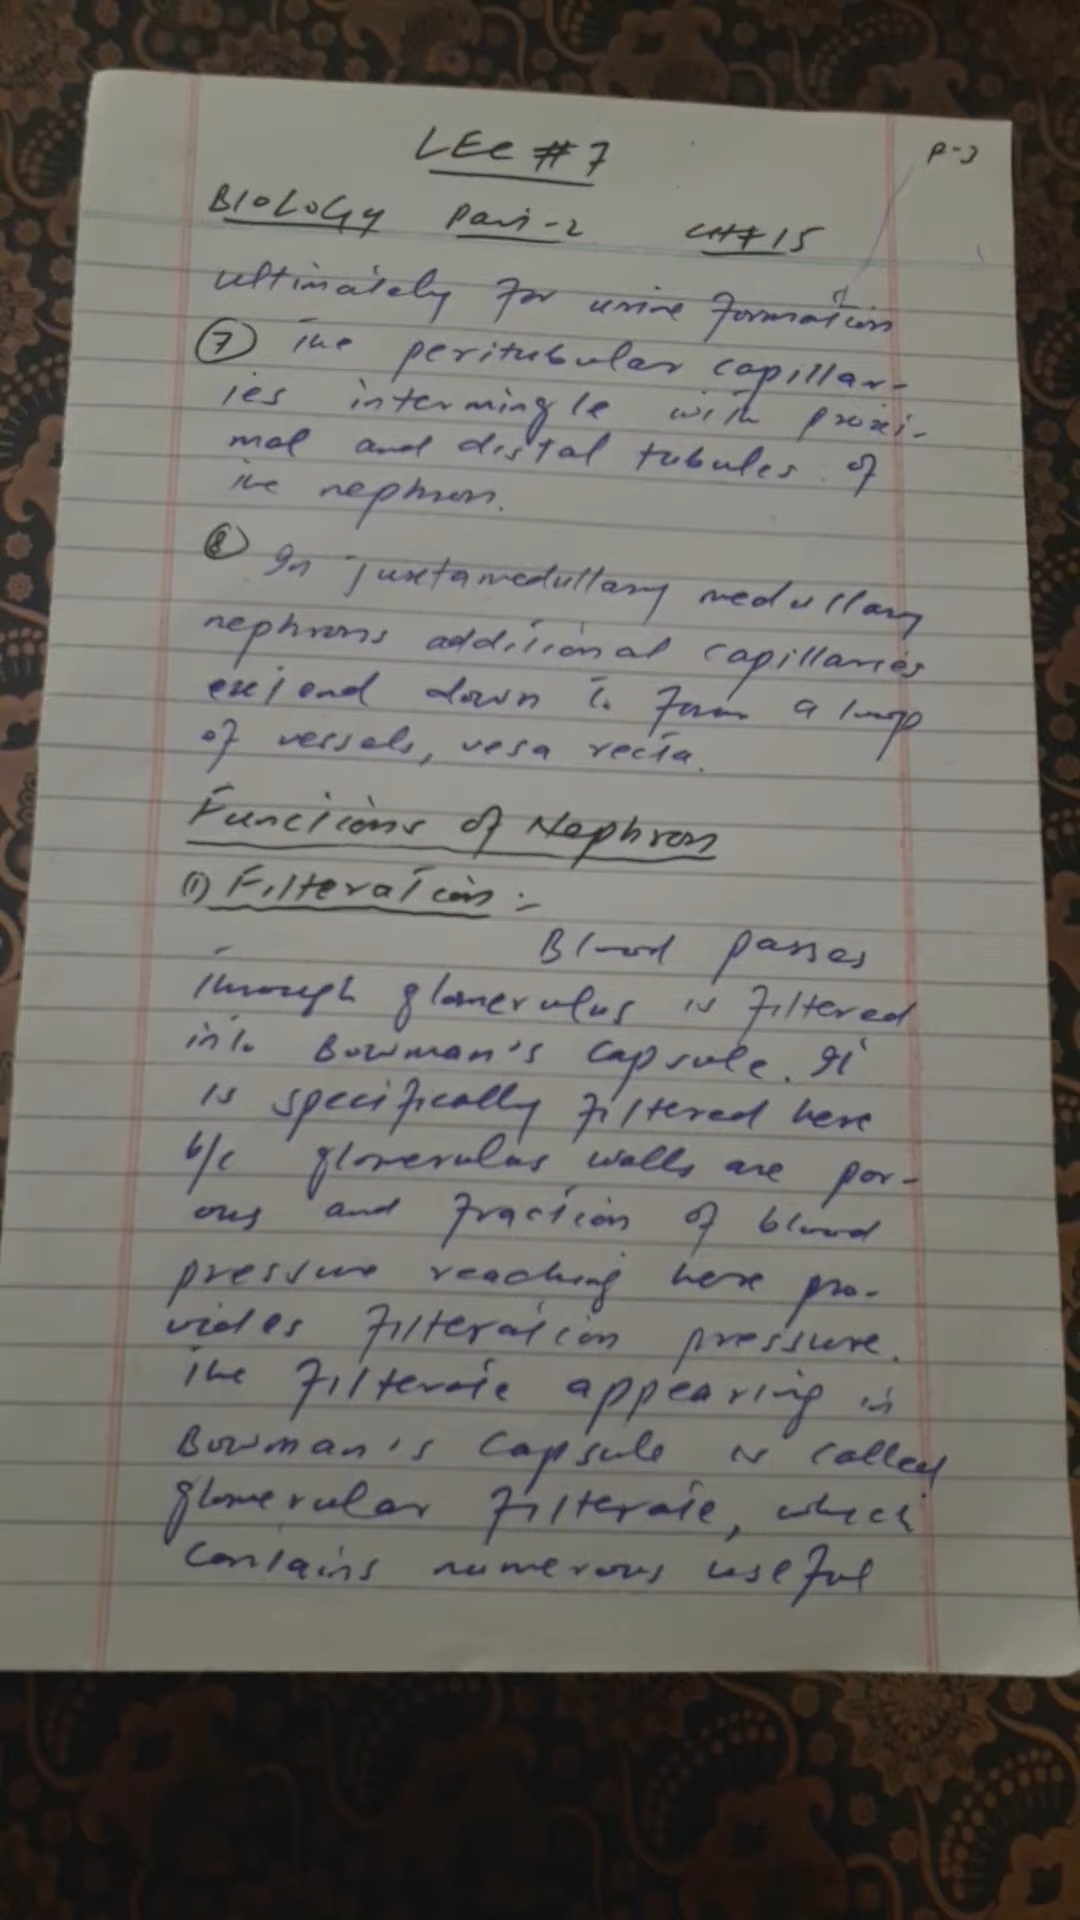 LEC # 7
P-3
BIOLOGY Part-2 CH# 15
ultimately for urine formation
(7) The peritubular capillar-
ies intermingle with proxi-
mal and distal tubules of
the nephron.
(8) In juxtamedullary medullary
nephrons additional capillaries
extend down to form a loop
of vessels, vesa recta.
Functions of Nephron
(1) Filteration :-
Blood passes
through glomerulus is filtered
into Bowman's capsule. It
is specifically filtered here
b/c glomerulus walls are por-
ous and fraction of blood
pressure reaching here pro-
vides filteration pressure.
The filterate appearing in
Bowman's capsule is called
glomerular filterate, which
contains numerous useful